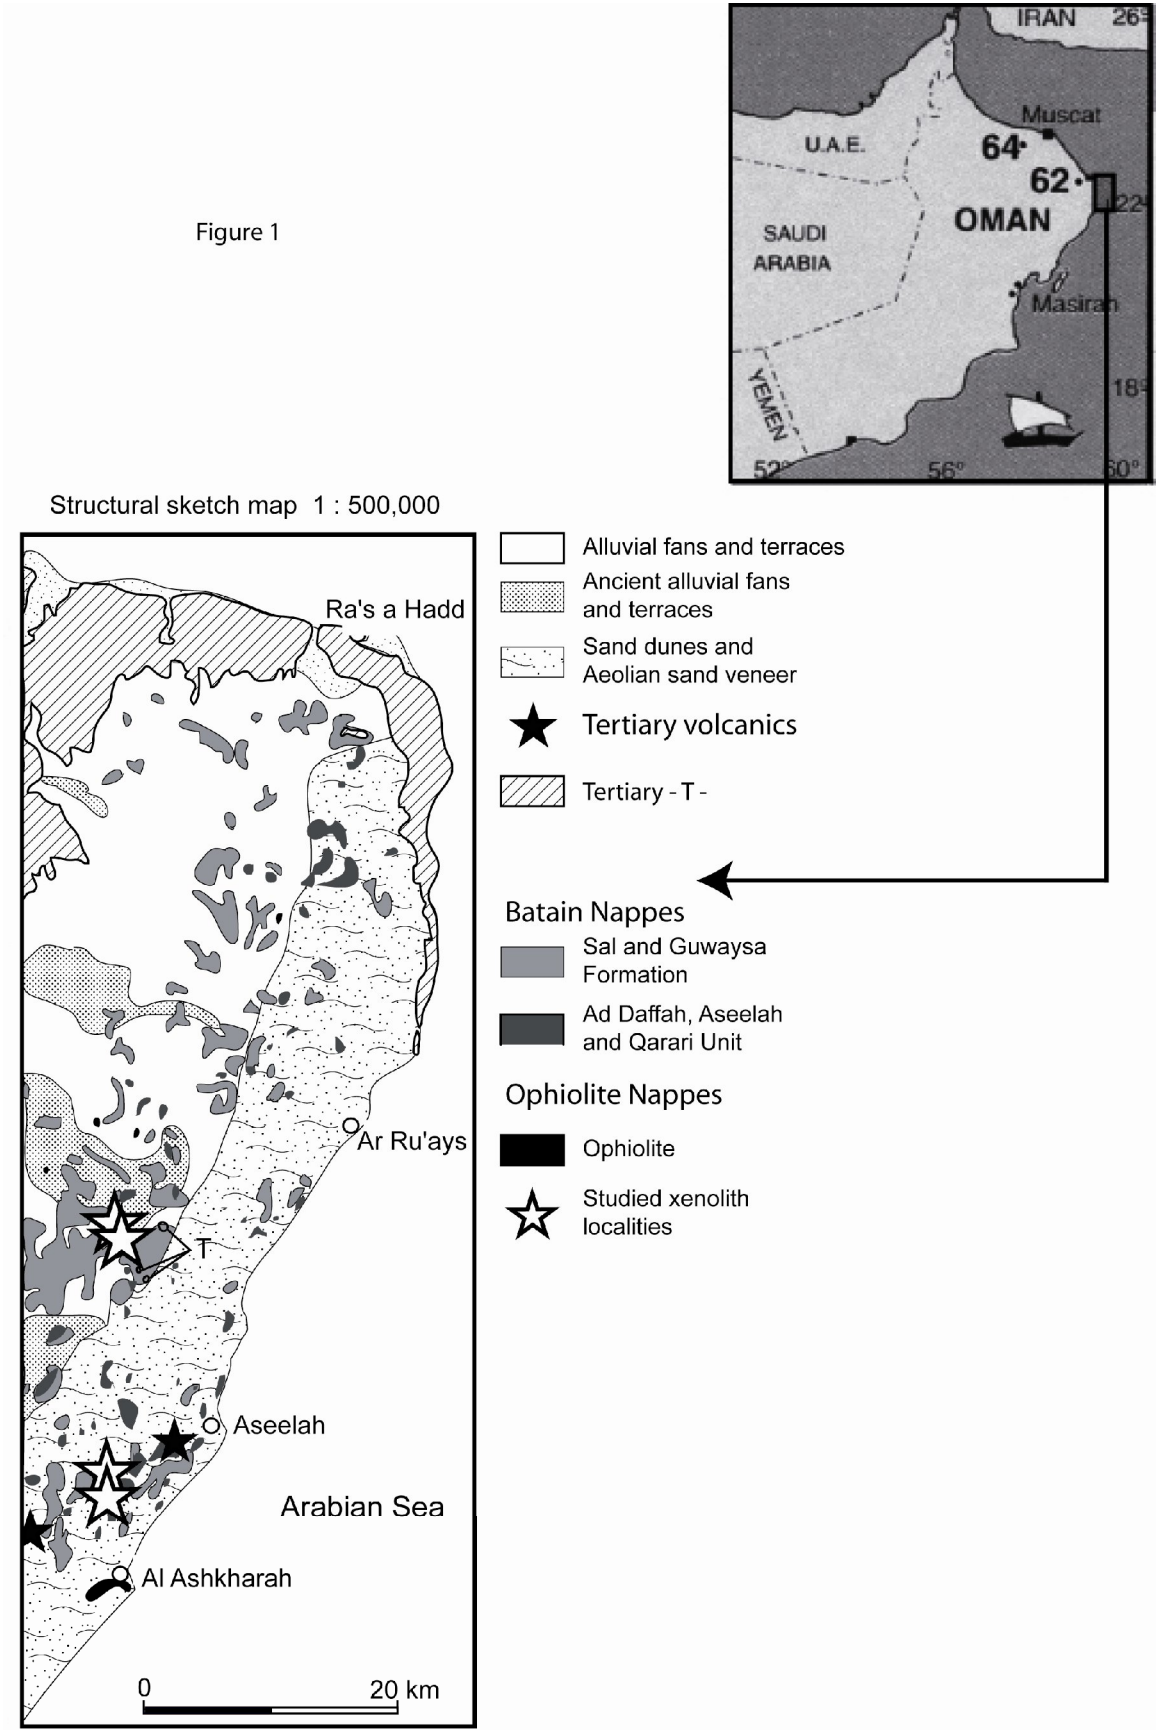 IRAN 26°
Muscat
U.A.E.
64
62
22°
OMAN
SAUDI
ARABIA
Masirah
YEMEN
18°
52°
56°
60°
Figure 1
Structural sketch map 1 : 500,000
Ra's a Hadd
Ar Ru'ays
T
Aseelah
Arabian Sea
Al Ashkharah
0
20 km
Alluvial fans and terraces
Ancient alluvial fans
and terraces
Sand dunes and
Aeolian sand veneer
Tertiary volcanics
Tertiary - T -
Batain Nappes
Sal and Guwaysa
Formation
Ad Daffah, Aseelah
and Qarari Unit
Ophiolite Nappes
Ophiolite
Studied xenolith
localities